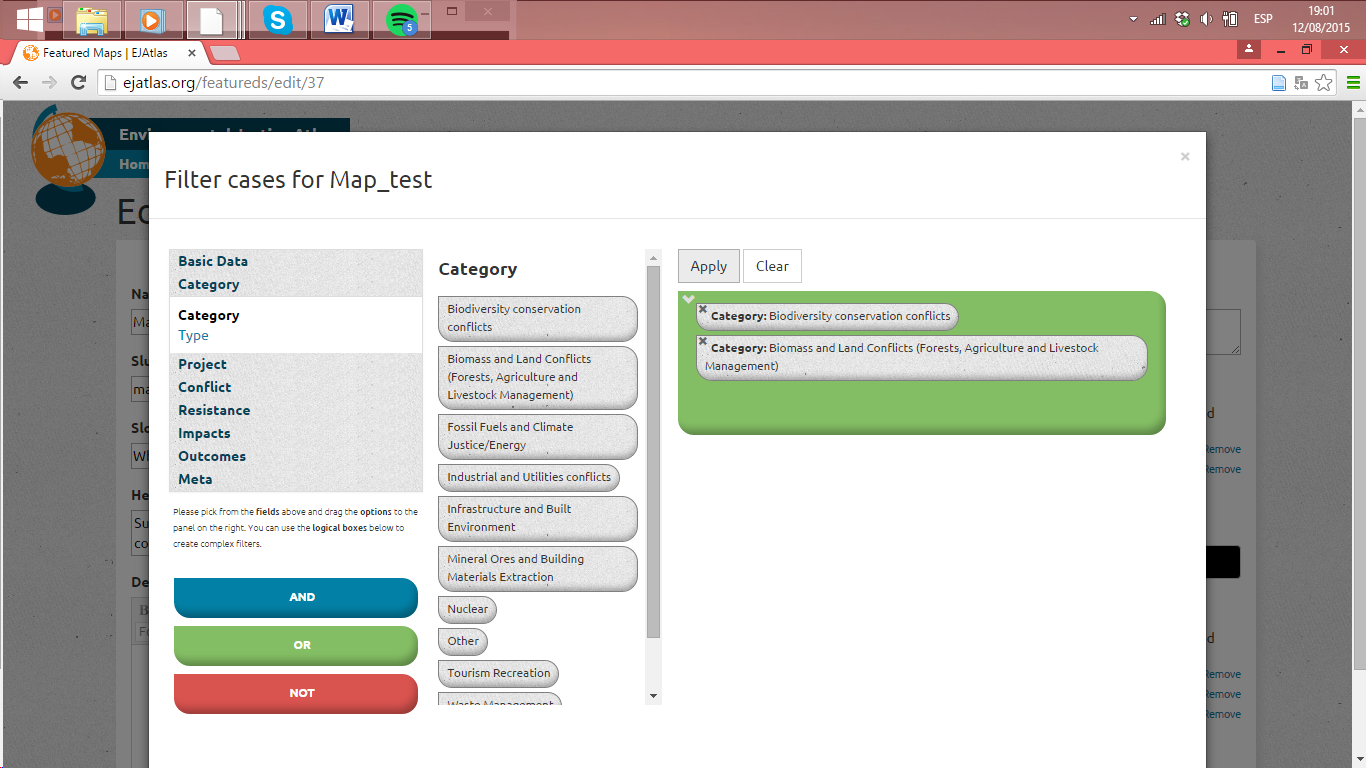 19:01
ESP
12/08/2015
5
Featured Maps | EJAtlas
ejatlas.org/featureds/edit/37
Hom
Filter cases for Map_test
×
Basic Data
Category
Category
Type
Project
Conflict
Resistance
Impacts
Outcomes
Meta
Please pick from the fields above and drag the options to the
panel on the right. You can use the logical boxes below to
create complex filters.
AND
OR
NOT
Category
Biodiversity conservation
conflicts
Biomass and Land Conflicts
(Forests, Agriculture and
Livestock Management)
Fossil Fuels and Climate
Justice/Energy
Industrial and Utilities conflicts
Infrastructure and Built
Environment
Mineral Ores and Building
Materials Extraction
Nuclear
Other
Tourism Recreation
Waste Management
Apply Clear
Category: Biodiversity conservation conflicts
Category: Biomass and Land Conflicts (Forests, Agriculture and Livestock
Management)
Remove
Remove
Remove
Remove
Remove